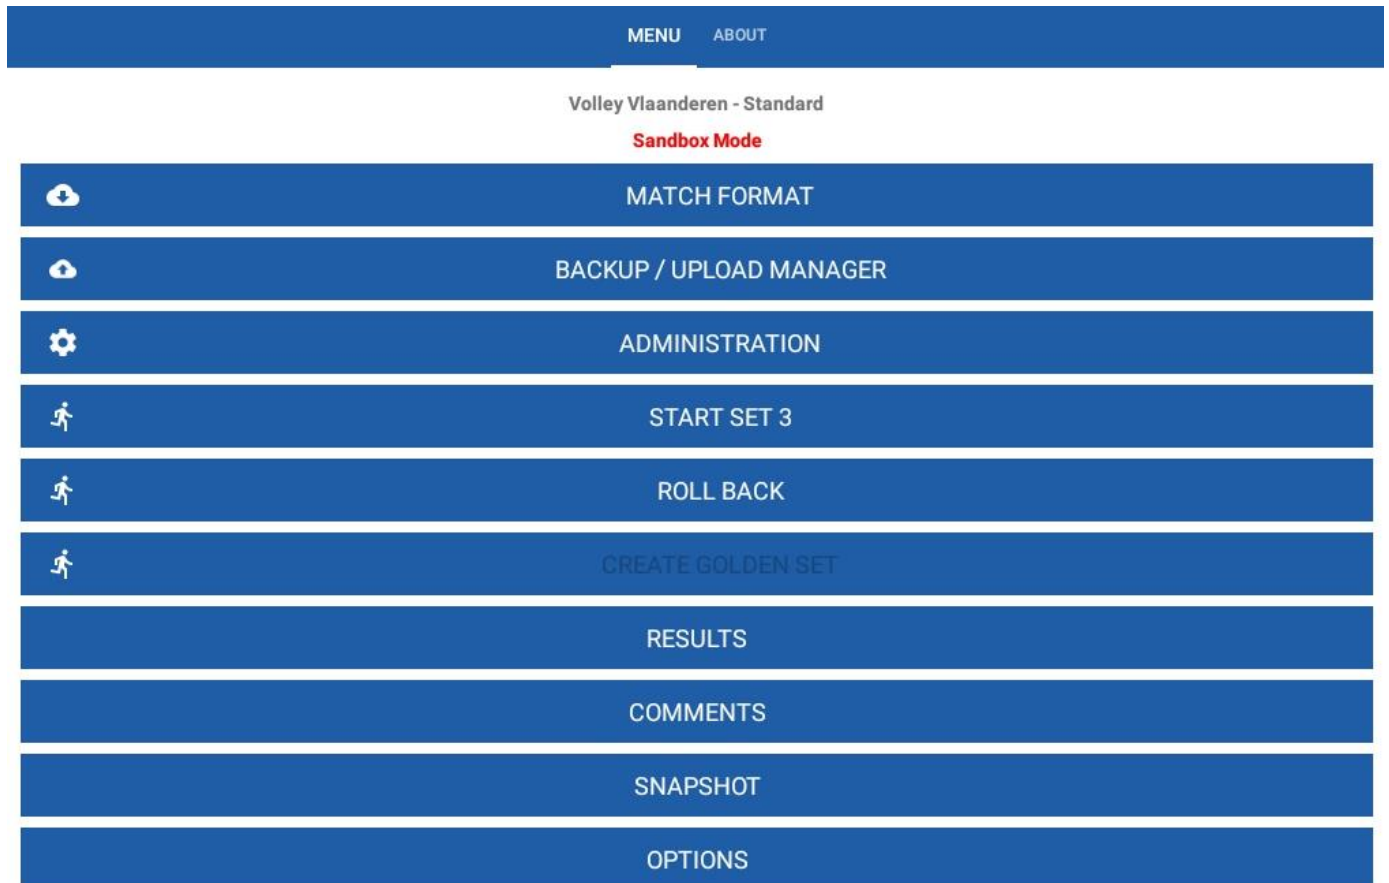 MENU ABOUT
Volley Vlaanderen - Standard
Sandbox Mode
MATCH FORMAT
BACKUP / UPLOAD MANAGER
ADMINISTRATION
START SET 3
ROLL BACK
CREATE GOLDEN SET
RESULTS
COMMENTS
SNAPSHOT
OPTIONS